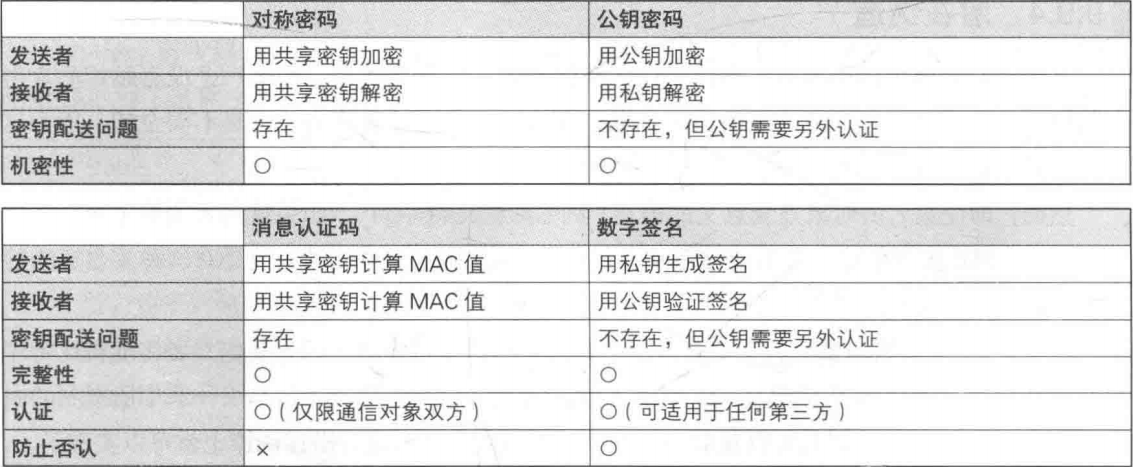 对称密码 公钥密码
发送者 用共享密钥加密 用公钥加密
接收者 用共享密钥解密 用私钥解密
密钥配送问题 存在 不存在，但公钥需要另外认证
机密性 ○ ○
消息认证码 数字签名
发送者 用共享密钥计算 MAC 值 用私钥生成签名
接收者 用共享密钥计算 MAC 值 用公钥验证签名
密钥配送问题 存在 不存在，但公钥需要另外认证
完整性 ○ ○
认证 ○（仅限通信对象双方） ○（可适用于任何第三方）
防止否认 × ○